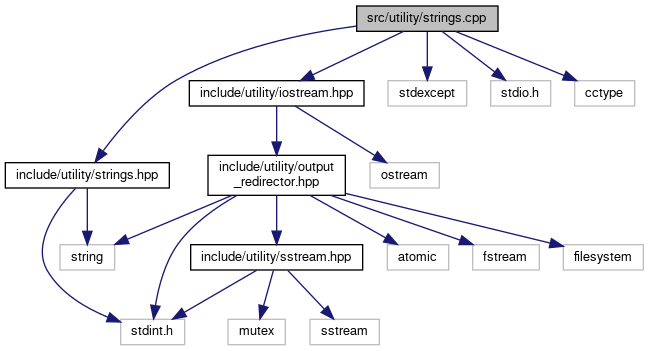 src/utility/strings.cpp
include/utility/iostream.hpp
stdexcept
stdio.h
cctype
include/utility/strings.hpp
include/utility/output
_redirector.hpp
ostream
string
include/utility/sstream.hpp
atomic
fstream
filesystem
stdint.h
mutex
sstream